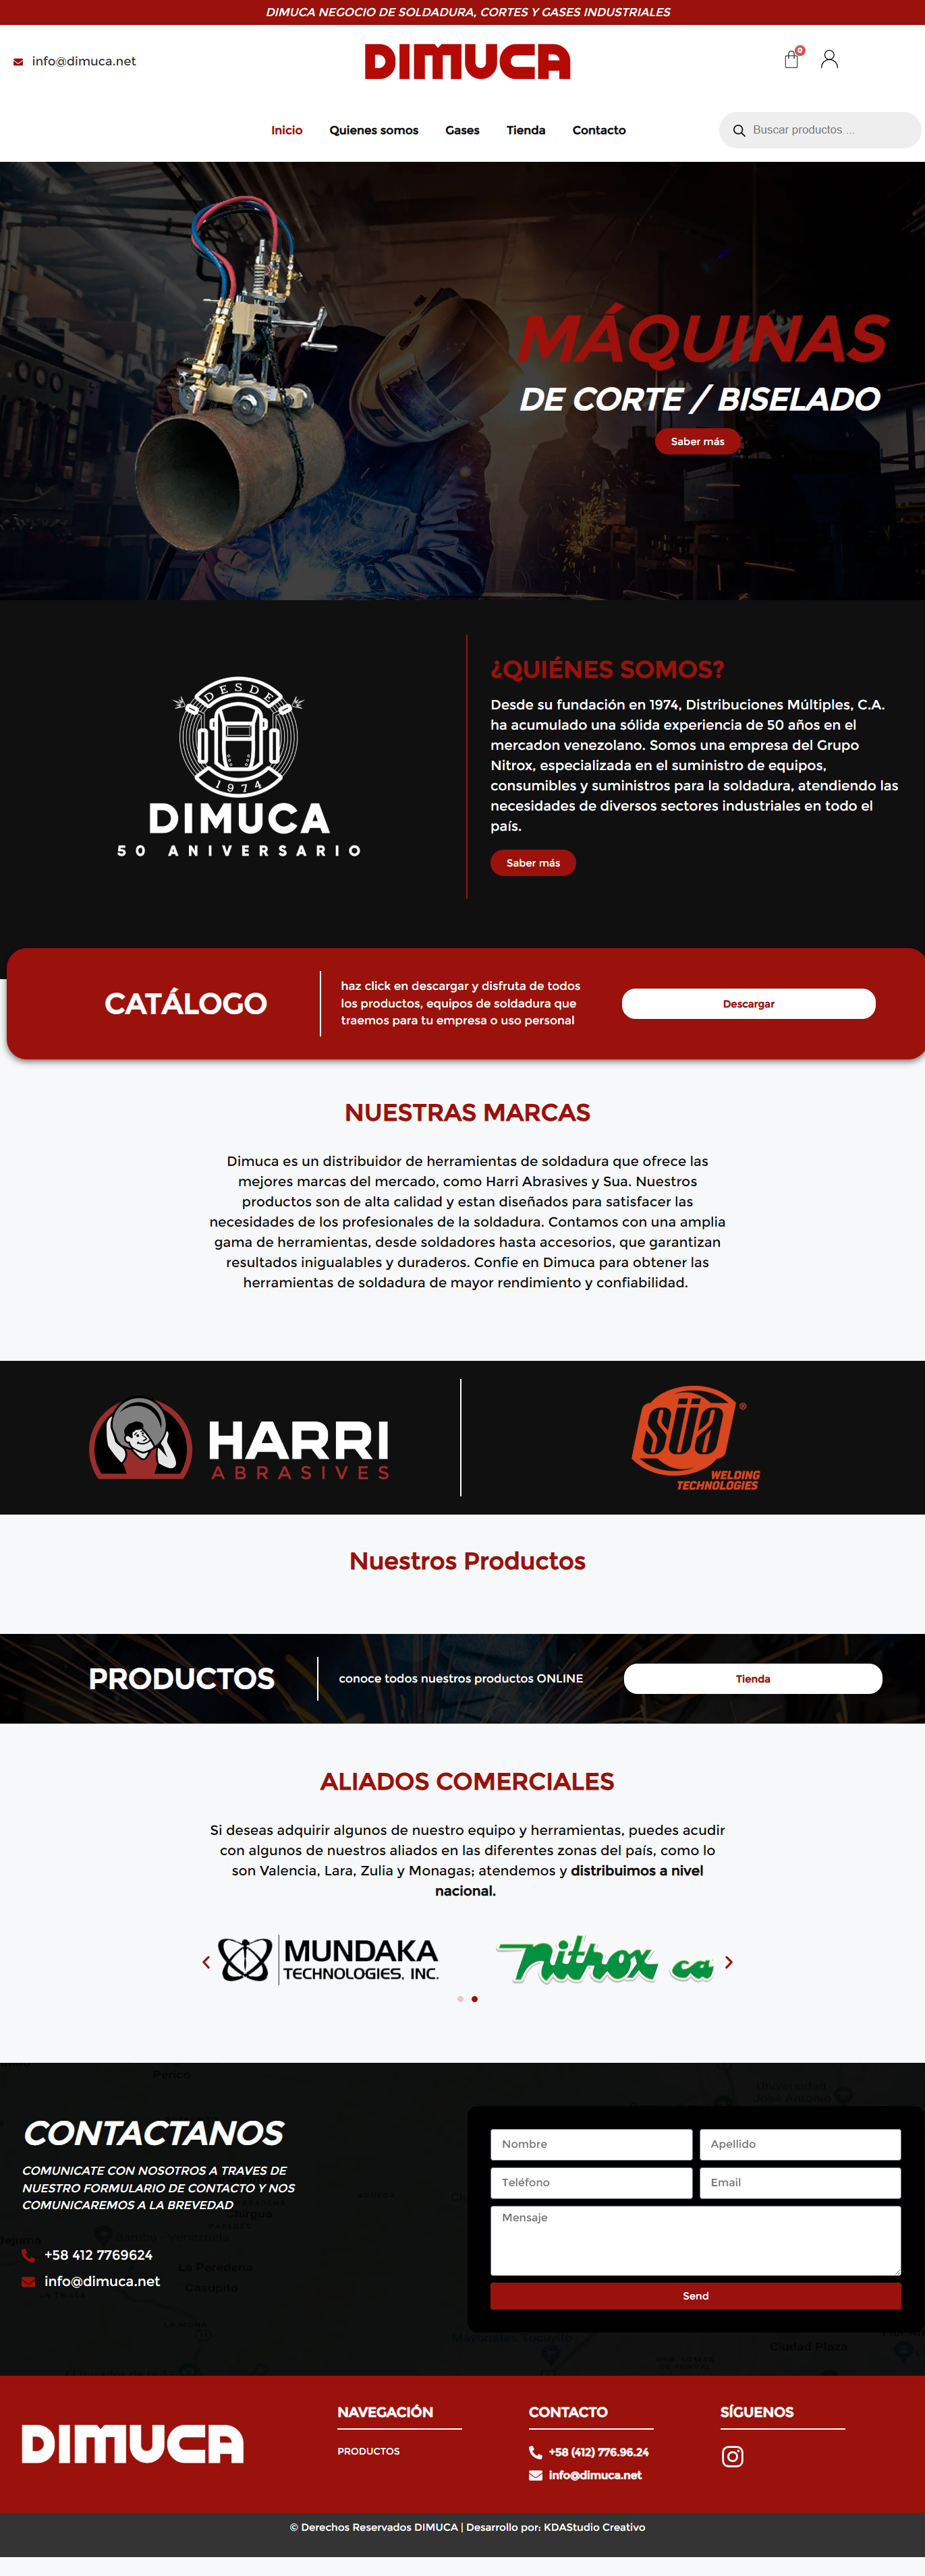 DIMUCA NEGOCIO DE SOLDADURA, CORTES Y GASES INDUSTRIALES
info@dimuca.net
DIMUCA
0
Inicio
Quienes somos
Gases
Tienda
Contacto
Buscar productos ...
MÁQUINAS
DE CORTE / BISELADO
Saber más
DESDE
1974
DIMUCA
50 ANIVERSARIO
¿QUIÉNES SOMOS?
Desde su fundación en 1974, Distribuciones Múltiples, C.A.
ha acumulado una sólida experiencia de 50 años en el
mercadon venezolano. Somos una empresa del Grupo
Nitrox, especializada en el suministro de equipos,
consumibles y suministros para la soldadura, atendiendo las
necesidades de diversos sectores industriales en todo el
país.
Saber más
CATÁLOGO
haz click en descargar y disfruta de todos
los productos, equipos de soldadura que
traemos para tu empresa o uso personal
Descargar
NUESTRAS MARCAS
Dimuca es un distribuidor de herramientas de soldadura que ofrece las
mejores marcas del mercado, como Harri Abrasives y Sua. Nuestros
productos son de alta calidad y estan diseñados para satisfacer las
necesidades de los profesionales de la soldadura. Contamos con una amplia
gama de herramientas, desde soldadores hasta accesorios, que garantizan
resultados inigualables y duraderos. Confie en Dimuca para obtener las
herramientas de soldadura de mayor rendimiento y confiabilidad.
HARRI
ABRASIVES
süa ®
WELDING
TECHNOLOGIES
Nuestros Productos
PRODUCTOS
conoce todos nuestros productos ONLINE
Tienda
ALIADOS COMERCIALES
Si deseas adquirir algunos de nuestro equipo y herramientas, puedes acudir
con algunos de nuestros aliados en las diferentes zonas del país, como lo
son Valencia, Lara, Zulia y Monagas; atendemos y distribuimos a nivel
nacional.
MUNDAKA
TECHNOLOGIES, INC.
nitrox ca
Perico
CONTACTANOS
COMUNICATE CON NOSOTROS A TRAVES DE
NUESTRO FORMULARIO DE CONTACTO Y NOS
COMUNICAREMOS A LA BREVEDAD
Chirgua
+58 412 7769624
info@dimuca.net
Nombre
Apellido
Teléfono
Email
Mensaje
Send
Ciudad Plaza
DIMUCA
NAVEGACIÓN
PRODUCTOS
CONTACTO
+58 (412) 776.96.24
info@dimuca.net
SÍGUENOS
© Derechos Reservados DIMUCA | Desarrollo por: KDAStudio Creativo